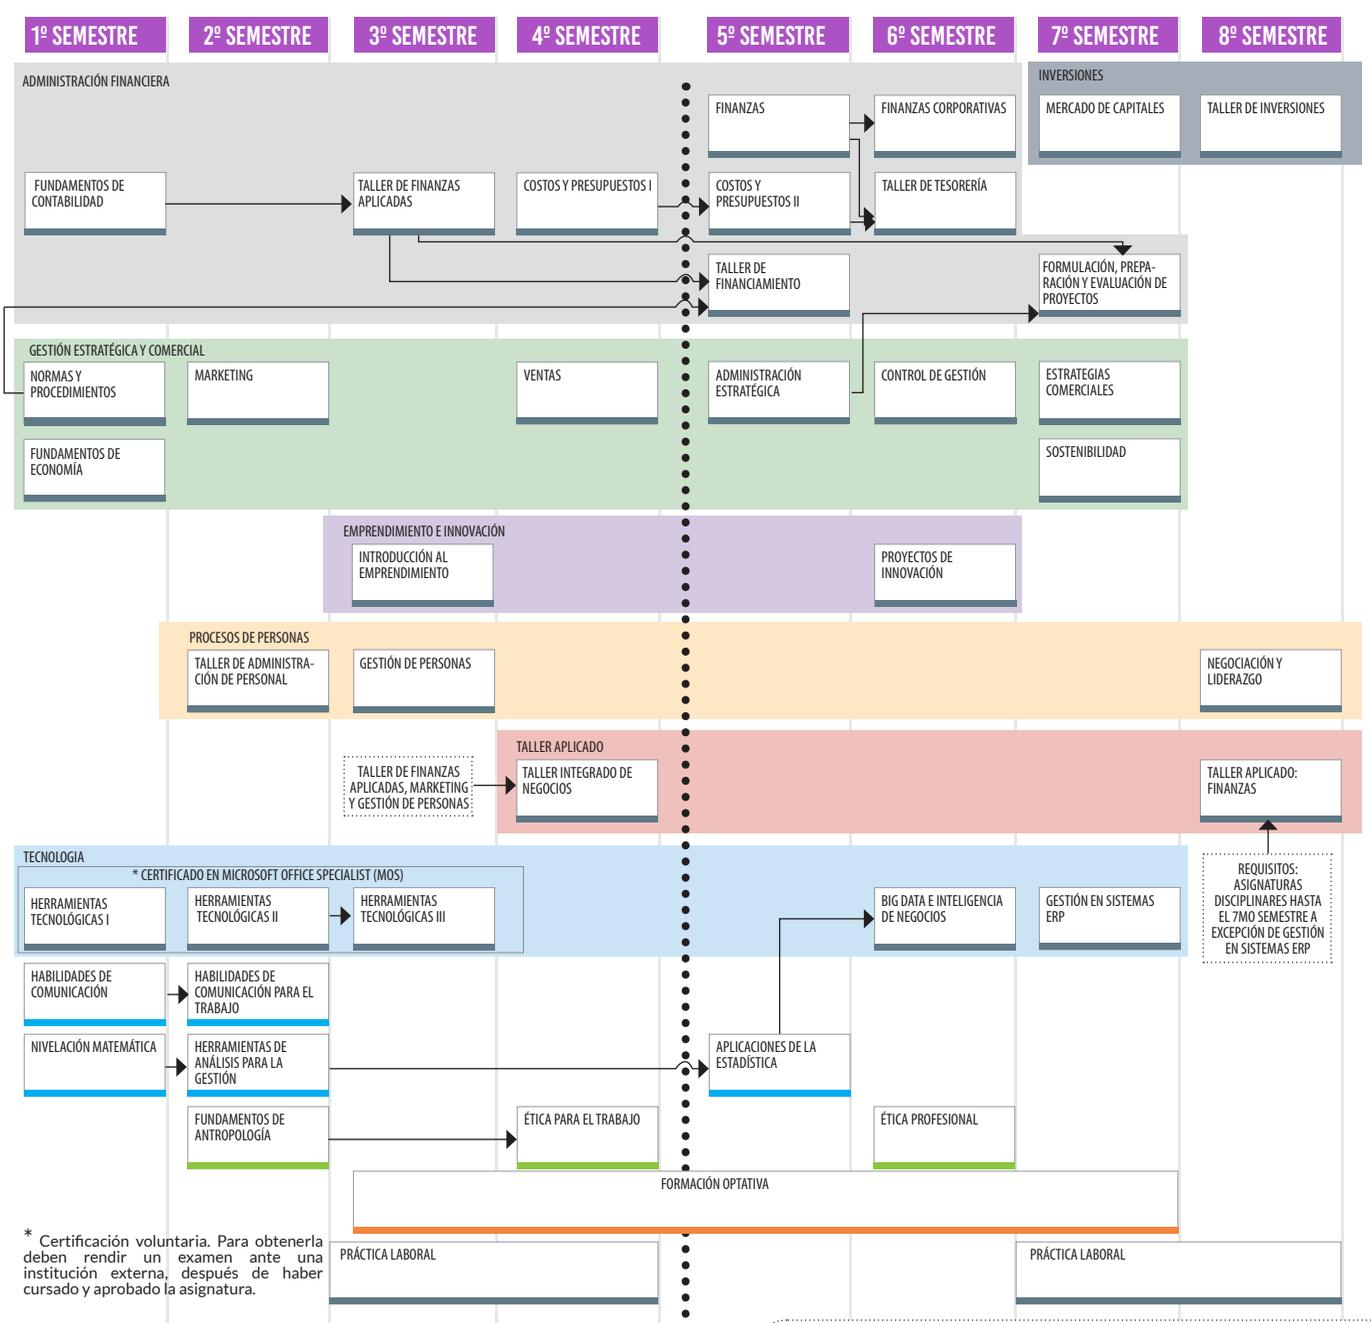 1º SEMESTRE
2º SEMESTRE
3º SEMESTRE
4º SEMESTRE
5º SEMESTRE
6º SEMESTRE
7º SEMESTRE
8º SEMESTRE
ADMINISTRACIÓN FINANCIERA
INVERSIONES
FINANZAS
FINANZAS CORPORATIVAS
MERCADO DE CAPITALES
TALLER DE INVERSIONES
FUNDAMENTOS DE
CONTABILIDAD
TALLER DE FINANZAS
APLICADAS
COSTOS Y PRESUPUESTOS I
COSTOS Y
PRESUPUESTOS II
TALLER DE TESORERÍA
TALLER DE
FINANCIAMIENTO
FORMULACIÓN, PREPA-
RACIÓN Y EVALUACIÓN DE
PROYECTOS
GESTIÓN ESTRATÉGICA Y COMERCIAL
NORMAS Y
PROCEDIMIENTOS
MARKETING
VENTAS
ADMINISTRACIÓN
ESTRATÉGICA
CONTROL DE GESTIÓN
ESTRATEGIAS
COMERCIALES
FUNDAMENTOS DE
ECONOMÍA
SOSTENIBILIDAD
EMPRENDIMIENTO E INNOVACIÓN
INTRODUCCIÓN AL
EMPRENDIMIENTO
PROYECTOS DE
INNOVACIÓN
PROCESOS DE PERSONAS
TALLER DE ADMINISTRA-
CIÓN DE PERSONAL
GESTIÓN DE PERSONAS
NEGOCIACIÓN Y
LIDERAZGO
TALLER APLICADO
TALLER DE FINANZAS
APLICADAS, MARKETING
Y GESTIÓN DE PERSONAS
TALLER INTEGRADO DE
NEGOCIOS
TALLER APLICADO:
FINANZAS
TECNOLOGIA
* CERTIFICADO EN MICROSOFT OFFICE SPECIALIST (MOS)
HERRAMIENTAS
TECNOLÓGICAS I
HERRAMIENTAS
TECNOLÓGICAS II
HERRAMIENTAS
TECNOLÓGICAS III
BIG DATA E INTELIGENCIA
DE NEGOCIOS
GESTIÓN EN SISTEMAS
ERP
REQUISITOS:
ASIGNATURAS
DISCIPLINARES HASTA
EL 7MO SEMESTRE A
EXCEPCIÓN DE GESTIÓN
EN SISTEMAS ERP
HABILIDADES DE
COMUNICACIÓN
HABILIDADES DE
COMUNICACIÓN PARA EL
TRABAJO
NIVELACIÓN MATEMÁTICA
HERRAMIENTAS DE
ANÁLISIS PARA LA
GESTIÓN
APLICACIONES DE LA
ESTADÍSTICA
FUNDAMENTOS DE
ANTROPOLOGÍA
ÉTICA PARA EL TRABAJO
ÉTICA PROFESIONAL
FORMACIÓN OPTATIVA
* Certificación voluntaria. Para obtenerla
deben rendir un examen ante una
institución externa, después de haber
cursado y aprobado la asignatura.
PRÁCTICA LABORAL
PRÁCTICA LABORAL